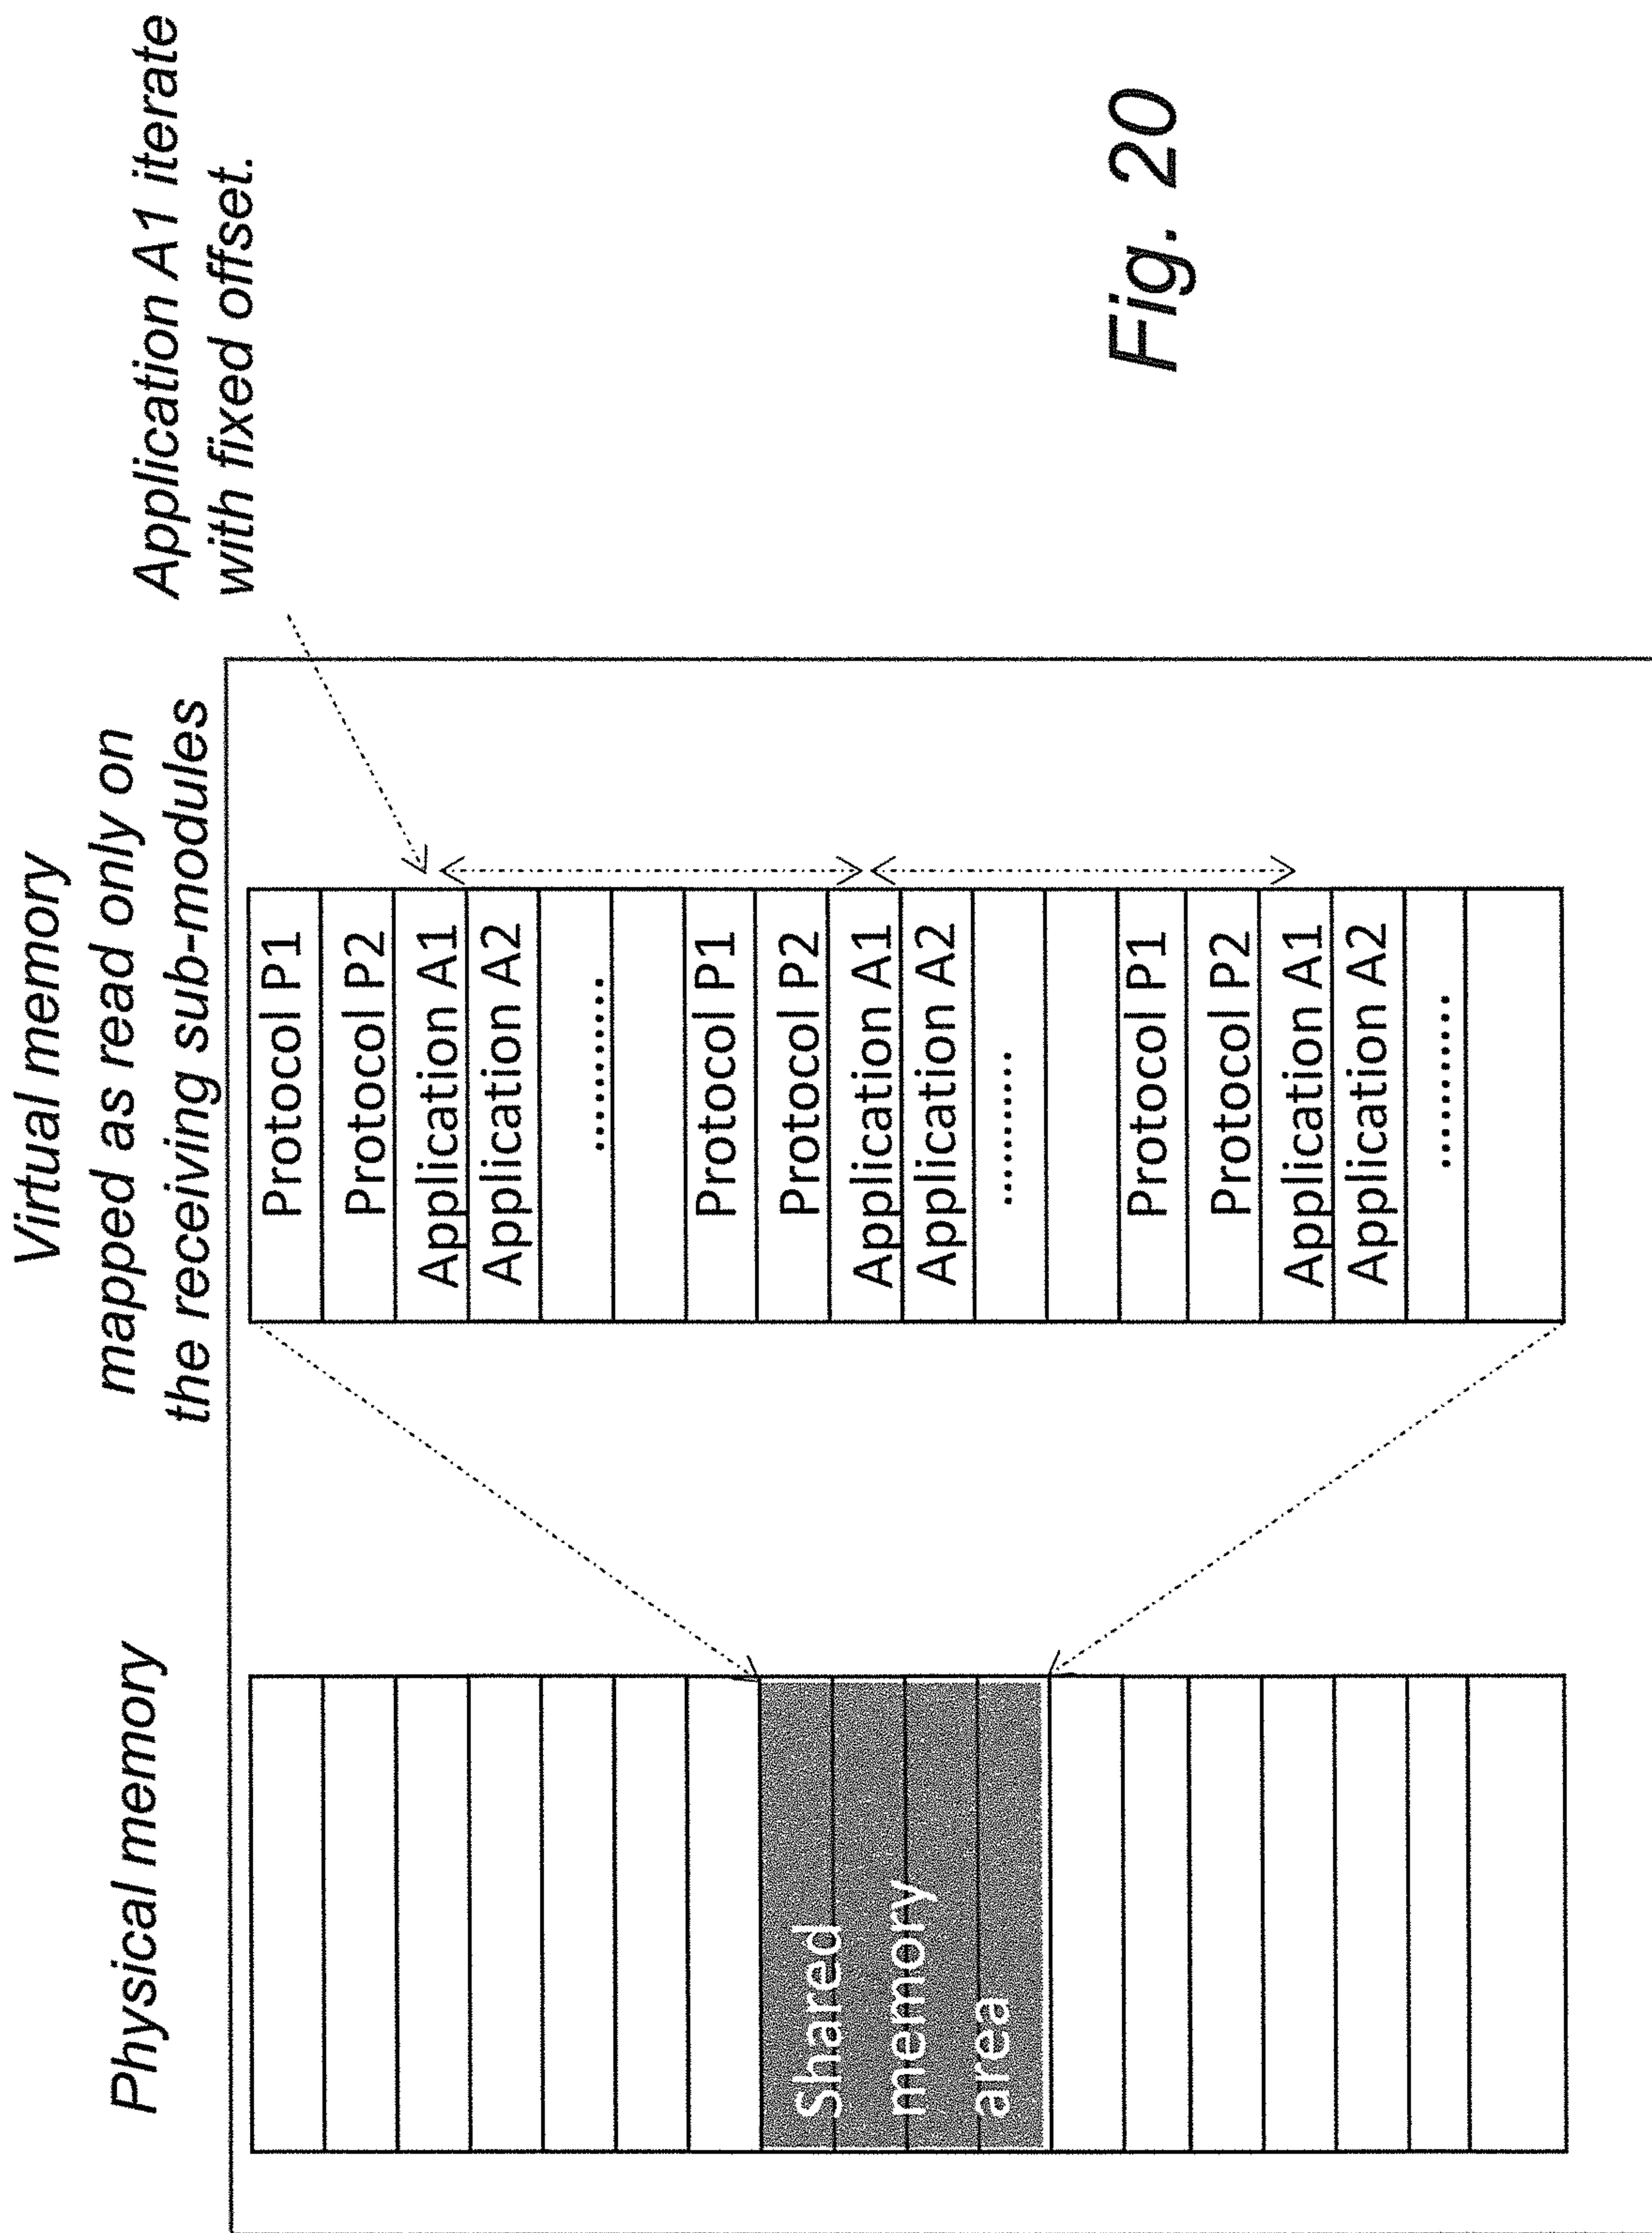 Physical memory
Shared
memory
area
Virtual memory
mapped as read only on
the receiving sub-modules
Protocol P1
Protocol P2
Application A1
Application A2
..........
Protocol P1
Protocol P2
Application A1
Application A2
.........
Protocol P1
Protocol P2
Application A1
Application A2
.........
Application A1 iterate
with fixed offset.
Fig. 20